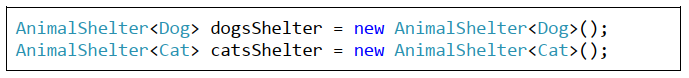 AnimalShelter<Dog> dogsShelter = new AnimalShelter<Dog>();
AnimalShelter<Cat> catsShelter = new AnimalShelter<Cat>();